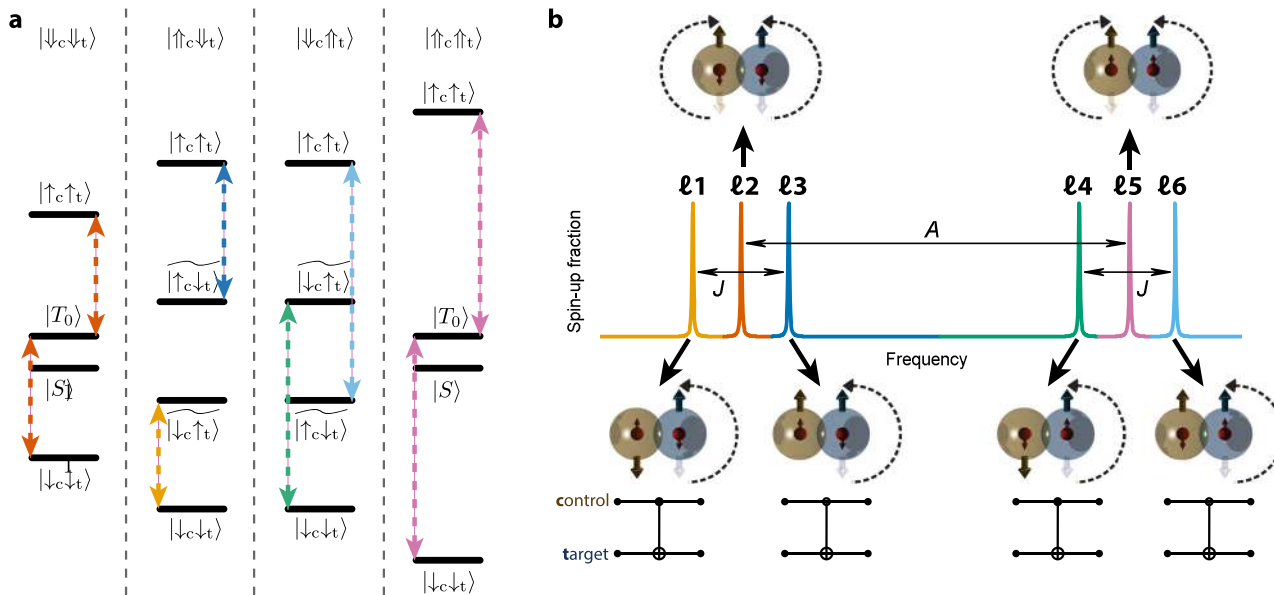 a
|⇓c⇓t⟩ |⇑c⇓t⟩ |⇓c⇑t⟩ |⇑c⇑t⟩
|↑c↑t⟩
|T0⟩
|S⟩
|↓c↓t⟩
|↑c↑t⟩
|↑c↓t⟩
|↓c↑t⟩
|↓c↓t⟩
|↑c↑t⟩
|↓c↑t⟩
|↑c↓t⟩
|↓c↓t⟩
|↑c↑t⟩
|T0⟩
|S⟩
|↓c↓t⟩
b
ℓ1 ℓ2 ℓ3 ℓ4 ℓ5 ℓ6
A
J J
Spin-up fraction
Frequency
control
target